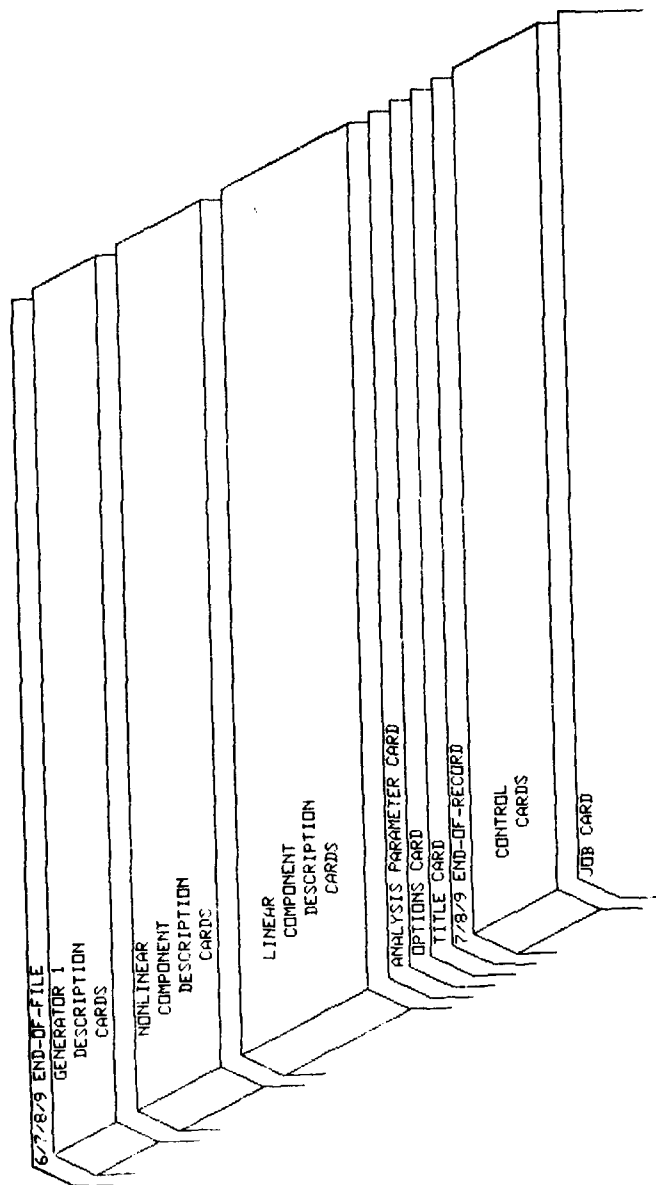 6/7/8/9 END-OF-FILE
GENERATOR 1
DESCRIPTION
CARDS
NONLINEAR
COMPONENT
DESCRIPTION
CARDS
LINEAR
COMPONENT
DESCRIPTION
CARDS
ANALYSIS PARAMETER CARD
OPTIONS CARD
TITLE CARD
7/8/9 END-OF-RECORD
CONTROL
CARDS
JOB CARD